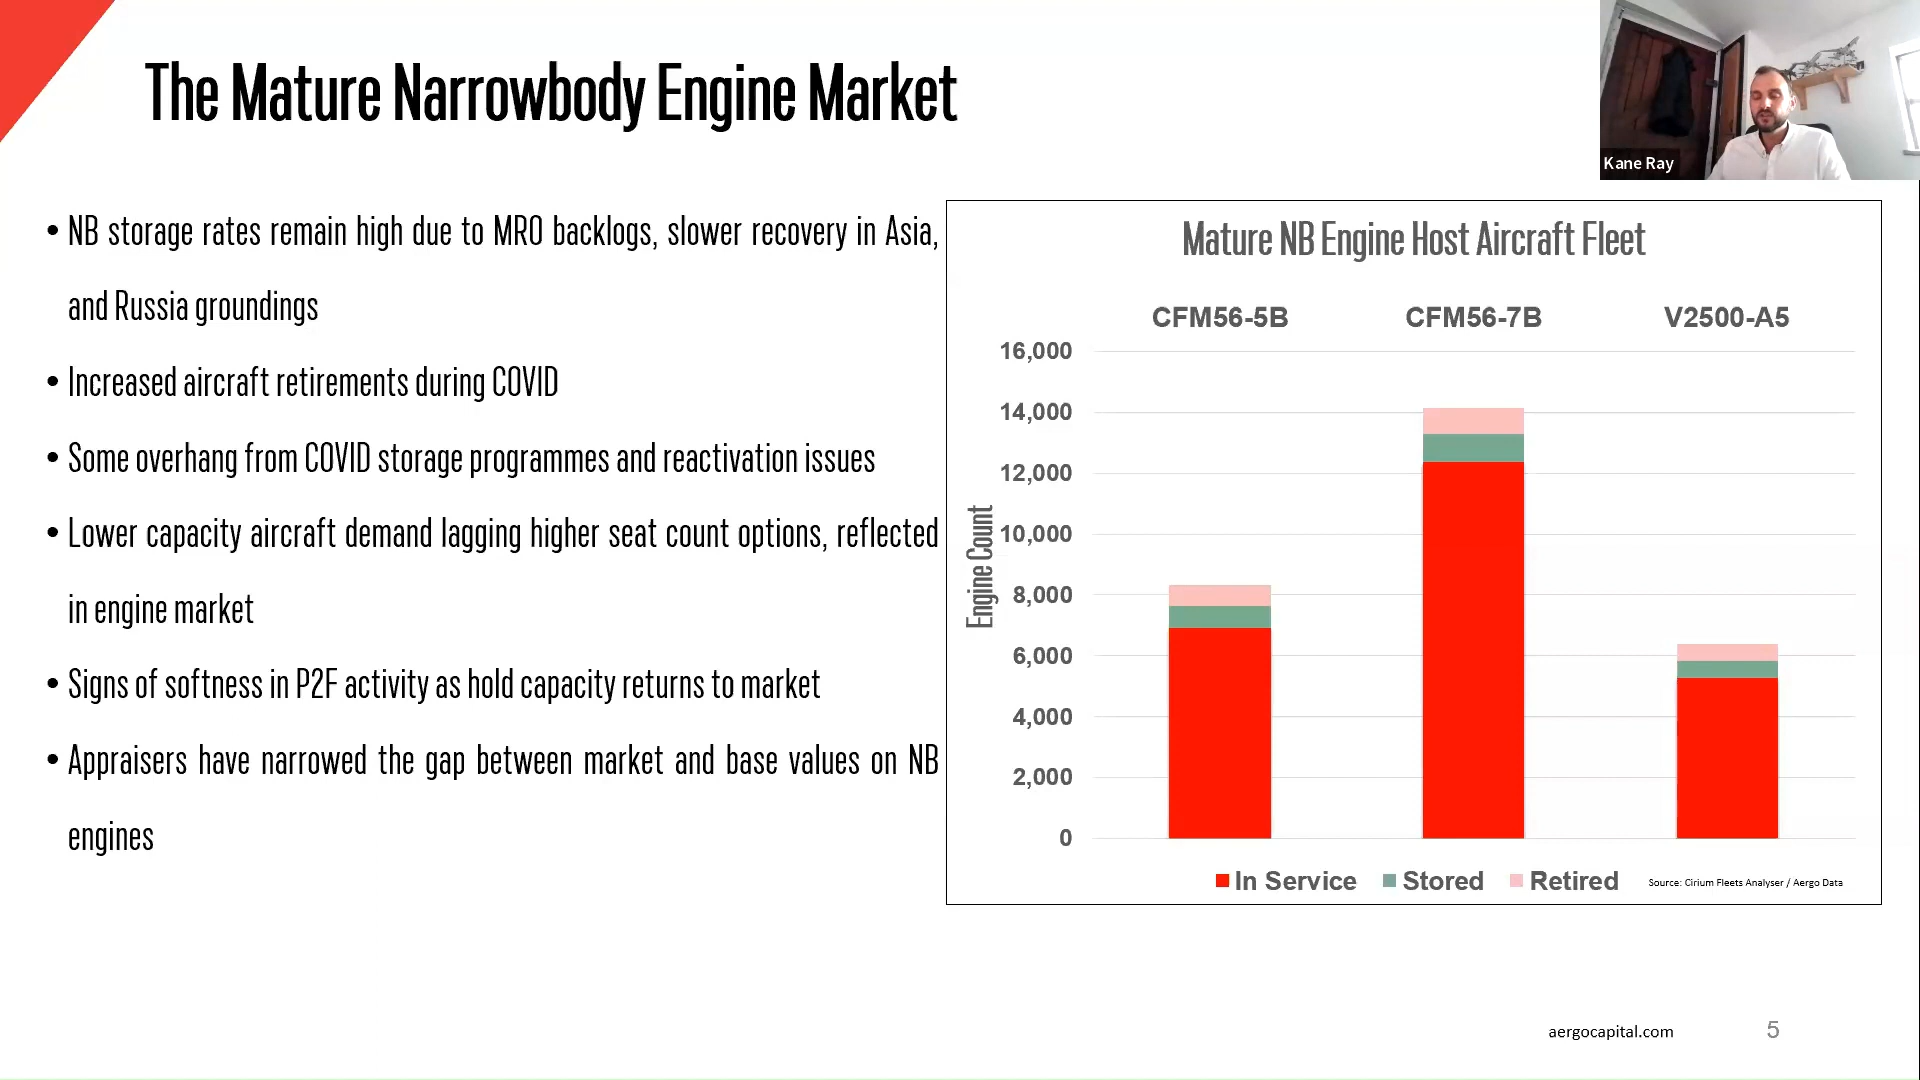 The Mature Narrowbody Engine Market
Kane Ray
• NB storage rates remain high due to MRO backlogs, slower recovery in Asia,
and Russia groundings
• Increased aircraft retirements during COVID
• Some overhang from COVID storage programmes and reactivation issues
• Lower capacity aircraft demand lagging higher seat count options, reflected
in engine market
• Signs of softness in P2F activity as hold capacity returns to market
• Appraisers have narrowed the gap between market and base values on NB
engines
Mature NB Engine Host Aircraft Fleet
CFM56-5B CFM56-7B V2500-A5
16,000
14,000
12,000
10,000
8,000
6,000
4,000
2,000
0
Engine Count
In Service Stored Retired
Source: Cirium Fleets Analyser / Aergo Data
aergocapital.com
5